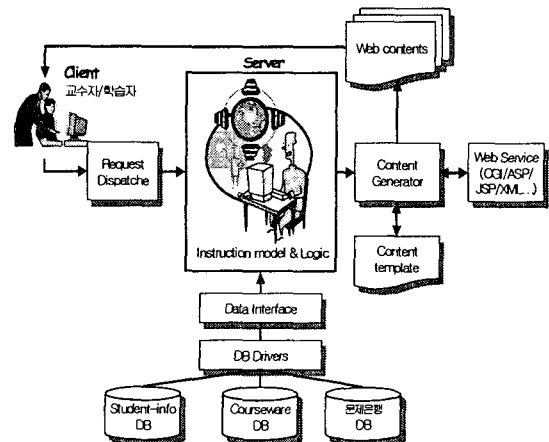 Web contents
Client
교수자/학습자
Server
Request
Dispatche
Instruction model & Logic
Content
Generator
Web Service
(CGI/ASP/
JSP/XML...)
Content
template
Data Interface
DB Drivers
Student-info
DB
Courseware
DB
문제은행
DB